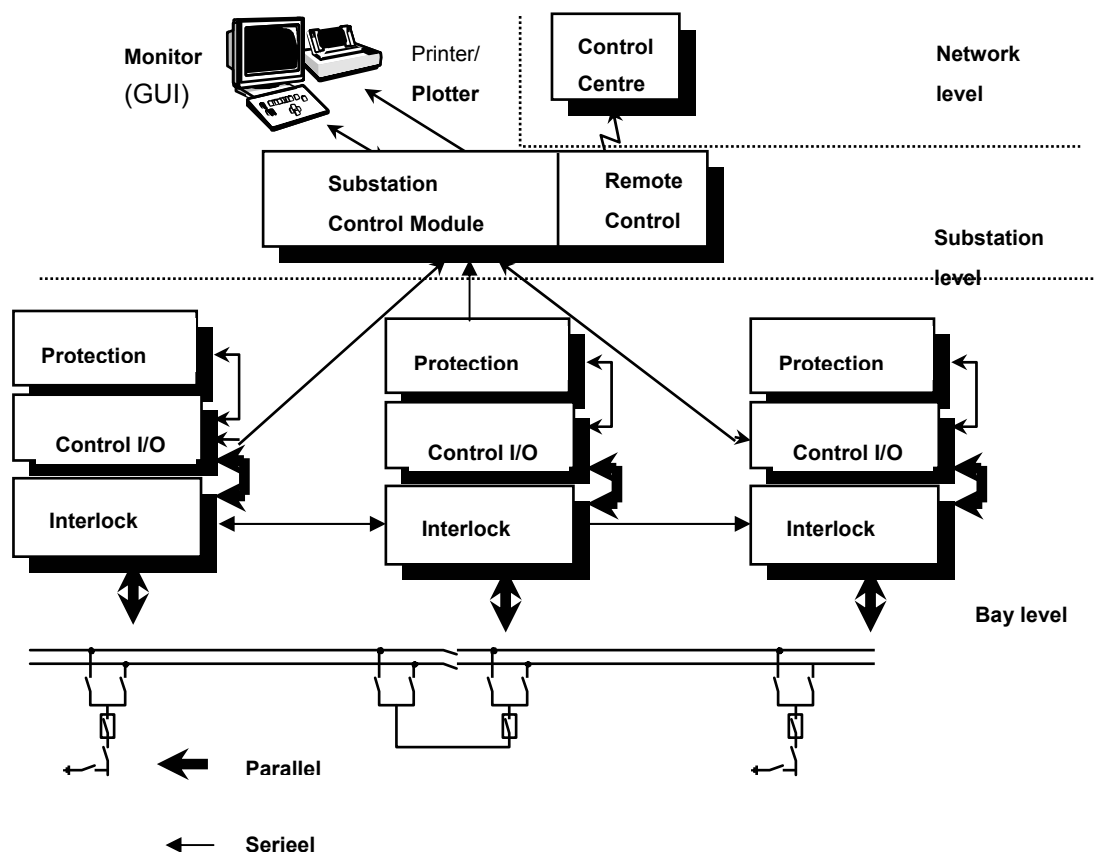 Monitor
(GUI)
Printer/
Plotter
Control
Centre
Network
level
Substation
Control Module
Remote
Control
Substation
level
Protection
Control I/O
Interlock
Protection
Control I/O
Interlock
Protection
Control I/O
Interlock
Bay level
Parallel
Serieel